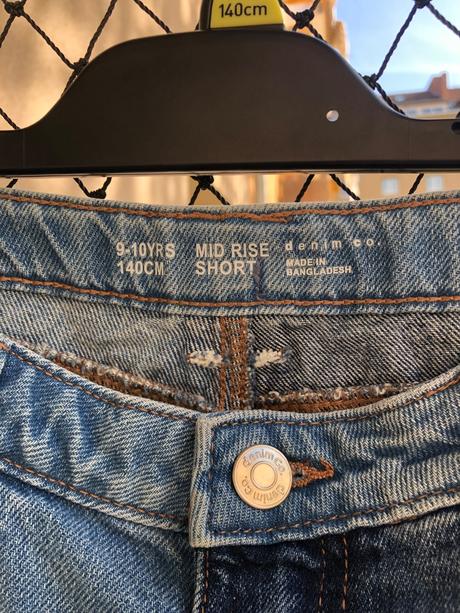 140cm
9-10YRS MID RISE denim co.
140CM SHORT MADE IN
BANGLADESH
denim co.
denim co.